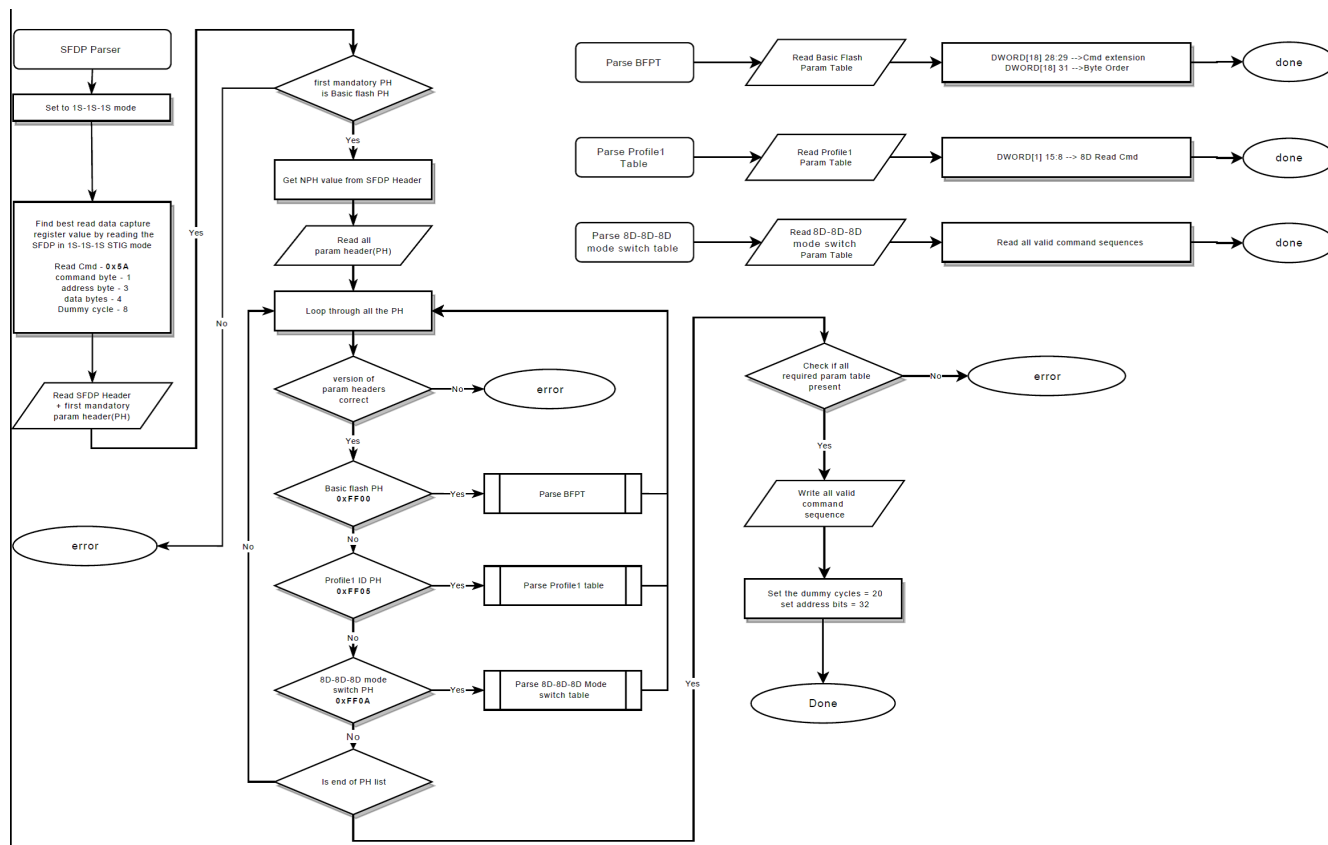 SFDP Parser
Set to 1S-1S-1S mode
Find best read data capture
register value by reading the
SFDP in 1S-1S-1S STIG mode
Read Cmd - 0x5A
command byte - 1
address byte - 3
data bytes - 4
Dummy cycle - 8
Read SFDP Header
+ first mandatory
param header(PH)
Yes
first mandatory PH
is Basic flash PH
No
error
Yes
Get NPH value from SFDP Header
Read all
param header(PH)
Loop through all the PH
version of
param headers
correct
No
error
Yes
Basic flash PH
0xFF00
Yes
Parse BFPT
No
Profile1 ID PH
0xFF05
Yes
Parse Profile1 table
No
8D-8D-8D mode
switch PH
0xFF0A
Yes
Parse 8D-8D-8D Mode
switch table
No
Is end of PH list
No
Yes
Check if all
required param table
present
No
error
Yes
Write all valid
command
sequence
Set the dummy cycles = 20
set address bits = 32
Done
Parse BFPT
Read Basic Flash
Param Table
DWORD[18] 28:29 -->Cmd extension
DWORD[18] 31 -->Byte Order
done
Parse Profile1
Table
Read Profile1
Param Table
DWORD[1] 15:8 --> 8D Read Cmd
done
Parse 8D-8D-8D
mode switch table
Read 8D-8D-8D
mode switch
Param Table
Read all valid command sequences
done